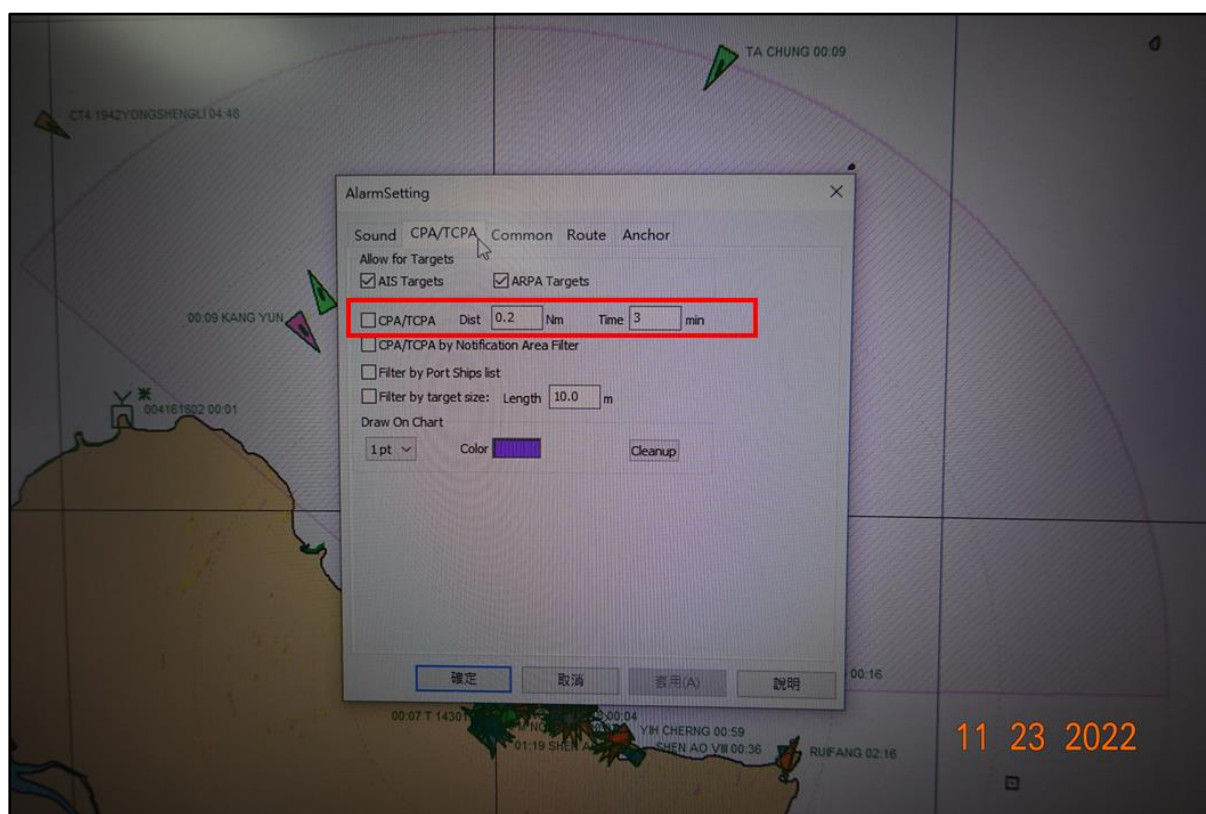 TA CHUNG 00:09
CT4 1942YONGSHENGLI 04:48
AlarmSetting
Sound CPA/TCPA Common Route Anchor
Allow for Targets
AIS Targets ARPA Targets
00:09 KANG YUN
CPA/TCPA Dist 0.2 Nm Time 3 min
CPA/TCPA by Notification Area Filter
Filter by Port Ships list
004161802 00:01
Filter by target size: Length 10.0 m
Draw On Chart
1 pt Color Cleanup
確定 取消 套用(A) 說明
00:16
00:07 T 1430
00:04
YIH CHERNG 00:59
01:19 SHEN
SHEN AO VIII 00:36
RUIFANG 02:16
11 23 2022